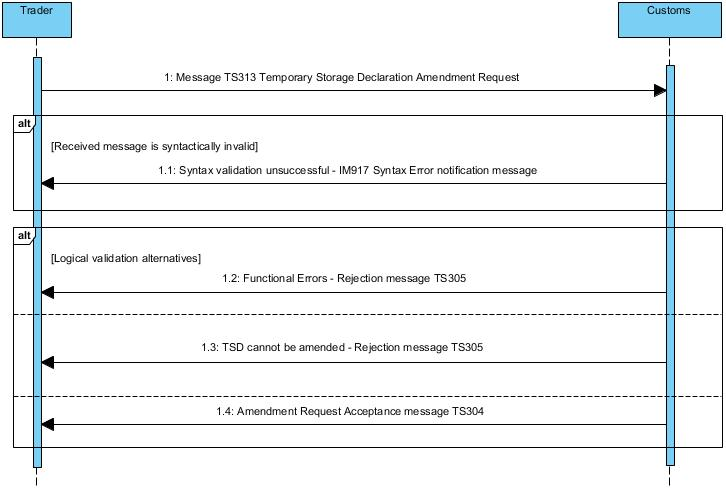 Trader
Customs
1: Message TS313 Temporary Storage Declaration Amendment Request
alt
[Received message is syntactically invalid]
1.1: Syntax validation unsuccessful - IM917 Syntax Error notification message
alt
[Logical validation alternatives]
1.2: Functional Errors - Rejection message TS305
1.3: TSD cannot be amended - Rejection message TS305
1.4: Amendment Request Acceptance message TS304